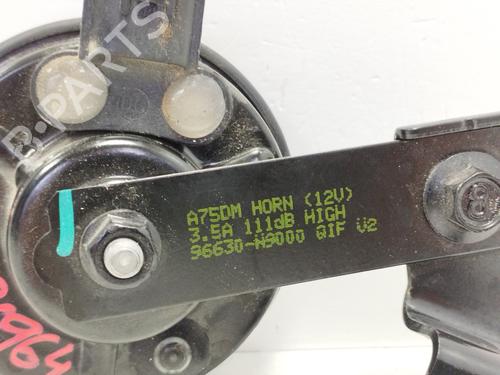 B-PARTS
A75DM HORN (12V)
3.5A 111dB HIGH
96630-N9000 QIF V2